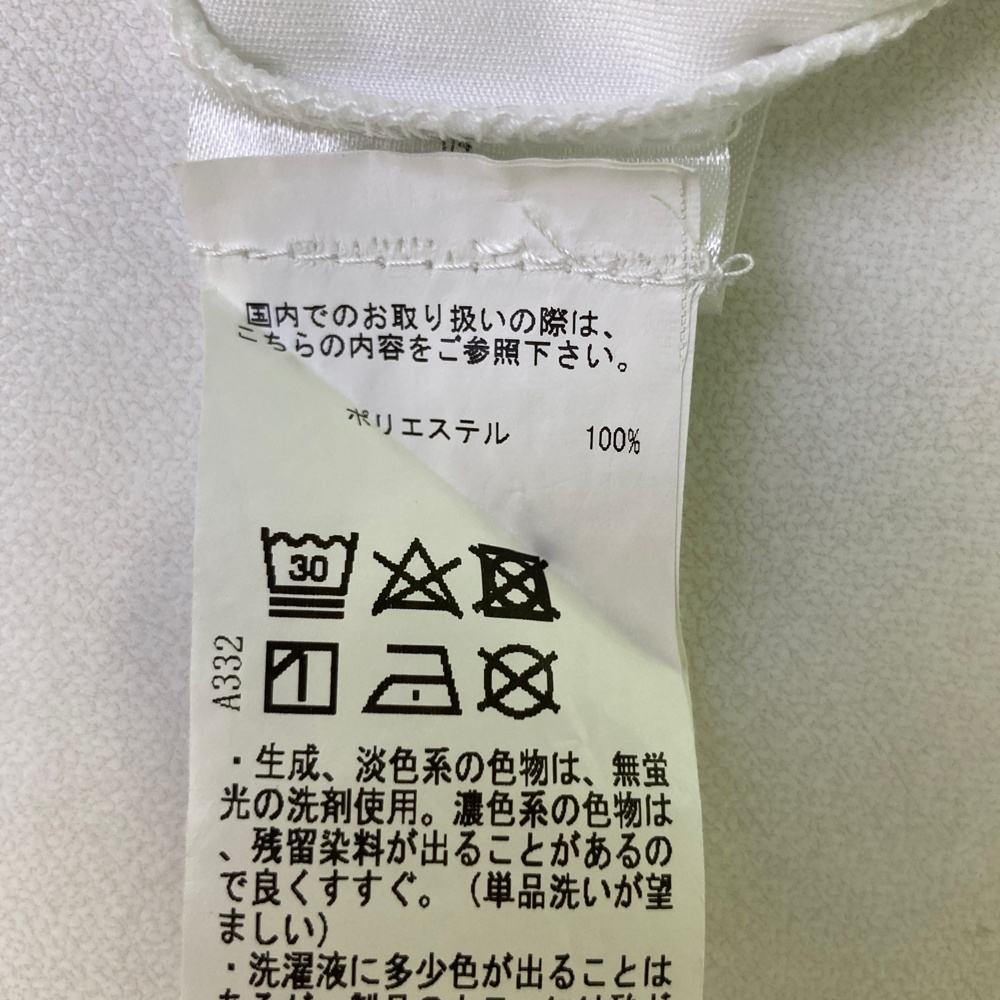 国内でのお取り扱いの際は、
こちらの内容をご参照下さい。
ポリエステル 100%
30
A332
・生成、淡色系の色物は、無蛍
光の洗剤使用。濃色系の色物は
、残留染料が出ることがあるの
で良くすすぐ。（単品洗いが望
ましい）
・洗濯液に多少色が出ることは